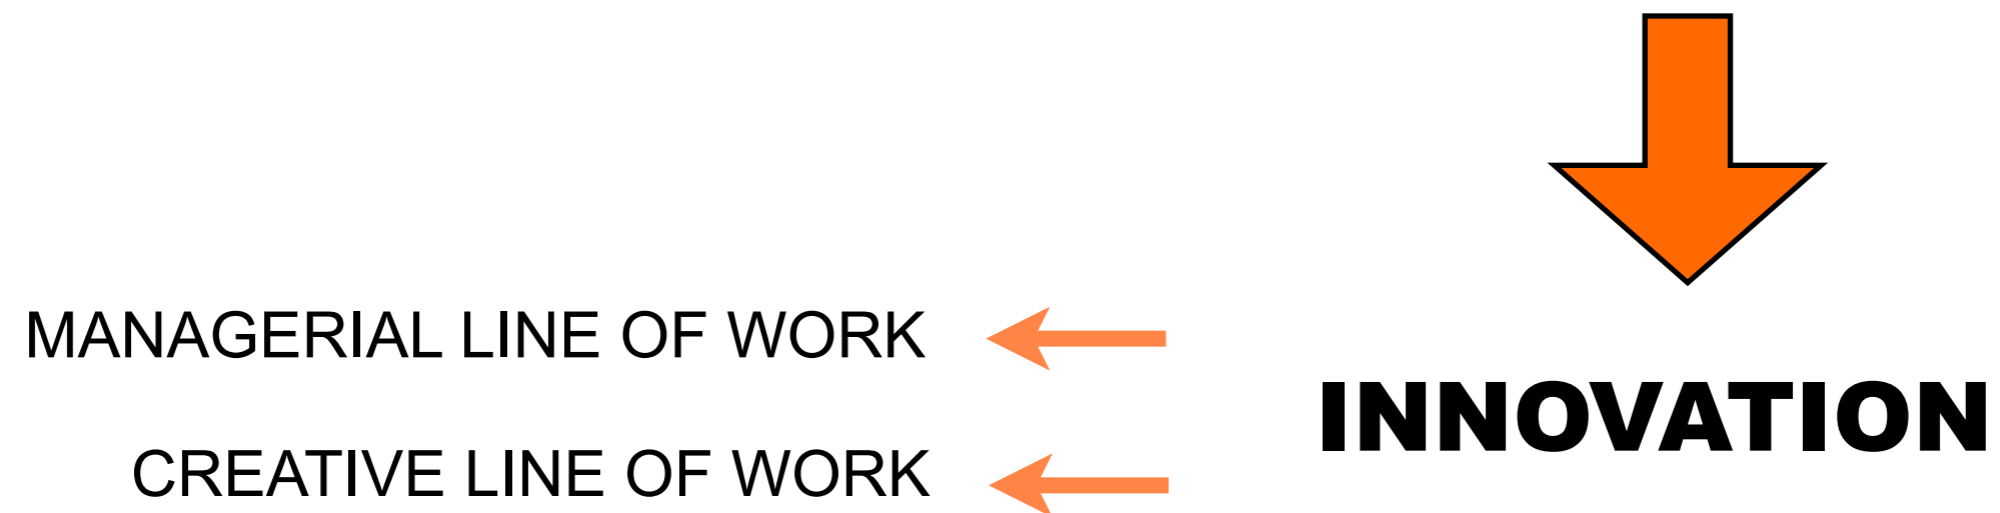 MANAGERIAL LINE OF WORK
INNOVATION
CREATIVE LINE OF WORK